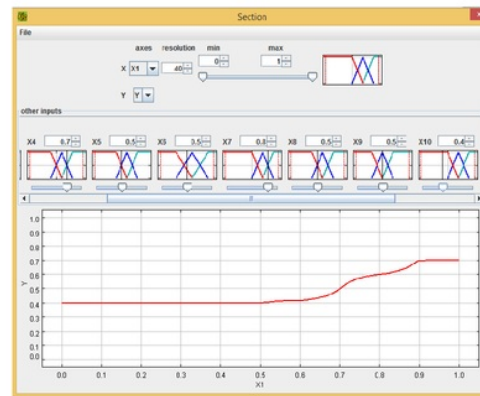 Section
File
axes resolution min max
X X1 40 0 1
Y Y
other inputs
X4 0.7 X5 0.5 X6 0.5 X7 0.8 X8 0.5 X9 0.5 X10 0.4
1.0
0.9
0.8
0.7
0.6
0.5
0.4
0.3
0.2
0.1
0.0
Y
0.0 0.1 0.2 0.3 0.4 0.5 0.6 0.7 0.8 0.9 1.0
X1